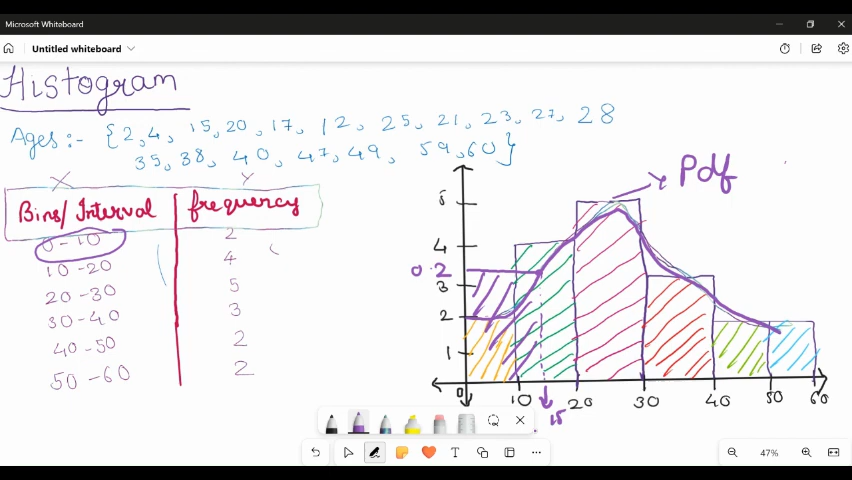 Microsoft Whiteboard
Untitled whiteboard
Histogram
Ages :- {2,4, 15,20, 17, 12, 25, 21, 23, 27, 28
35, 38, 40, 47, 49, 59, 60}
X Y
Bins/Interval frequency
0-10 2
10-20 4
20-30 5
30-40 3
40-50 2
50-60 2
Pdf
5
4
0.2
3
2
1
0 10 20 30 40 50 60
15
47%